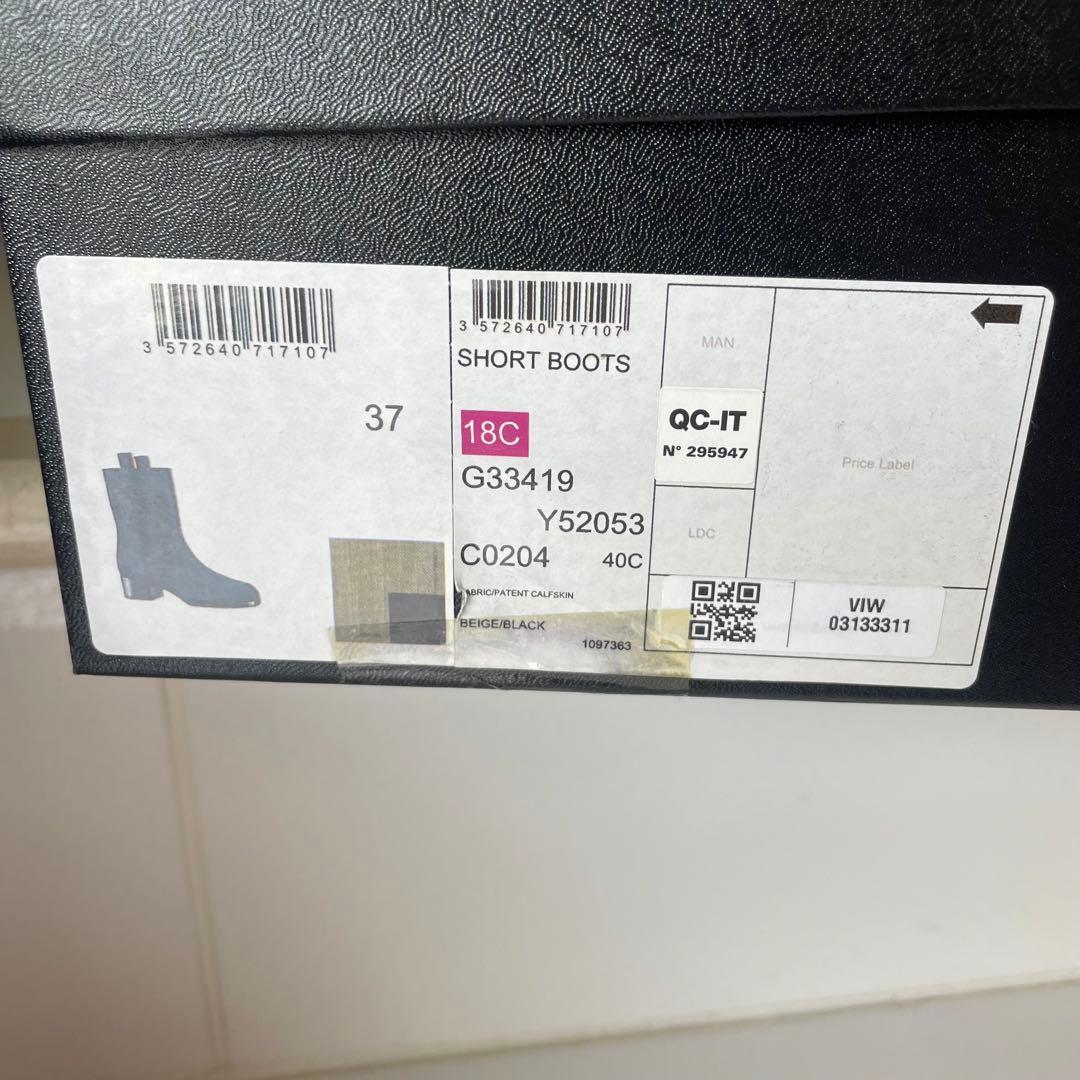 3 572640 717107
37
3 572640 717107
SHORT BOOTS
18C
G33419
Y52053
C0204 40C
ABRIC/PATENT CALFSKIN
BEIGE/BLACK
1097363
MAN
QC-IT
N° 295947
LDC
Price Label
VIW
03133311